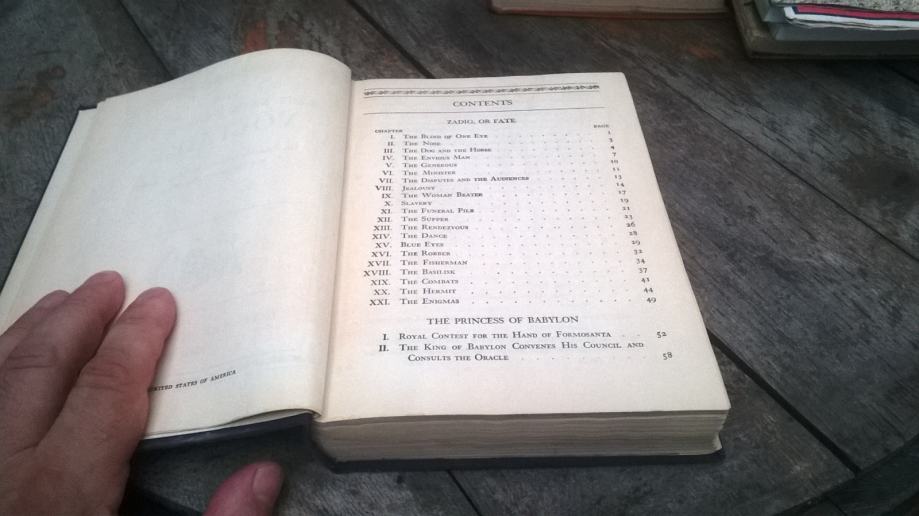 CONTENTS
ZADIG, OR FATE
CHAPTER PAGE
I. THE BLIND OF ONE EYE 1
II. THE NOSE 3
III. THE DOG AND THE HORSE 4
IV. THE ENVIOUS MAN 7
V. THE GENEROUS 10
VI. THE MINISTER 11
VII. THE DISPUTES AND THE AUDIENCES 13
VIII. JEALOUSY 14
IX. THE WOMAN BEATER 17
X. SLAVERY 19
XI. THE FUNERAL PILE 21
XII. THE SUPPER 23
XIII. THE RENDEZVOUS 26
XIV. THE DANCE 28
XV. BLUE EYES 29
XVI. THE ROBBER 32
XVII. THE FISHERMAN 34
XVIII. THE BASILISK 37
XIX. THE COMBATS 41
XX. THE HERMIT 44
XXI. THE ENIGMAS 49
THE PRINCESS OF BABYLON
I. ROYAL CONTEST FOR THE HAND OF FORMOSANTA 52
II. THE KING OF BABYLON CONVENES HIS COUNCIL AND
CONSULTS THE ORACLE 58
UNITED STATES OF AMERICA